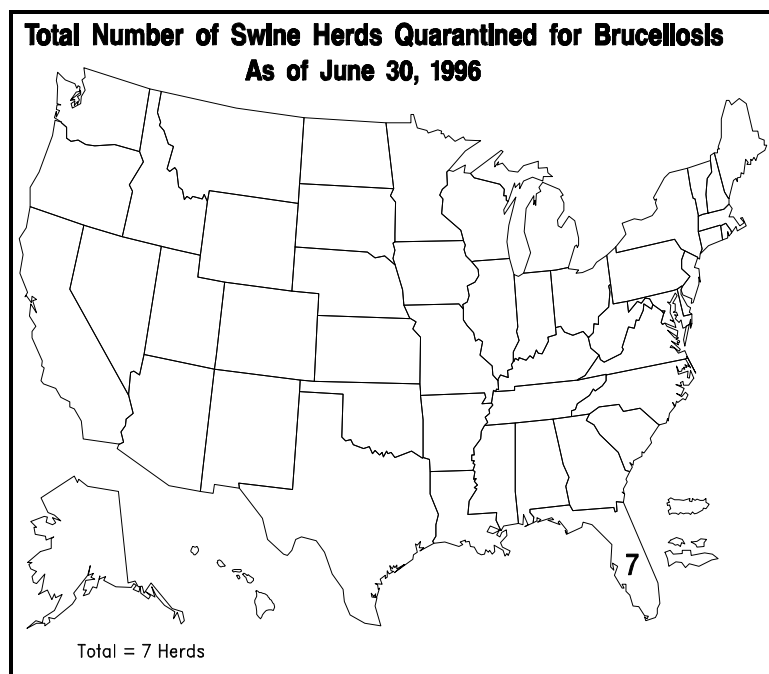 Total Number of Swine Herds Quarantined for Brucellosis
As of June 30, 1996
7
Total = 7 Herds